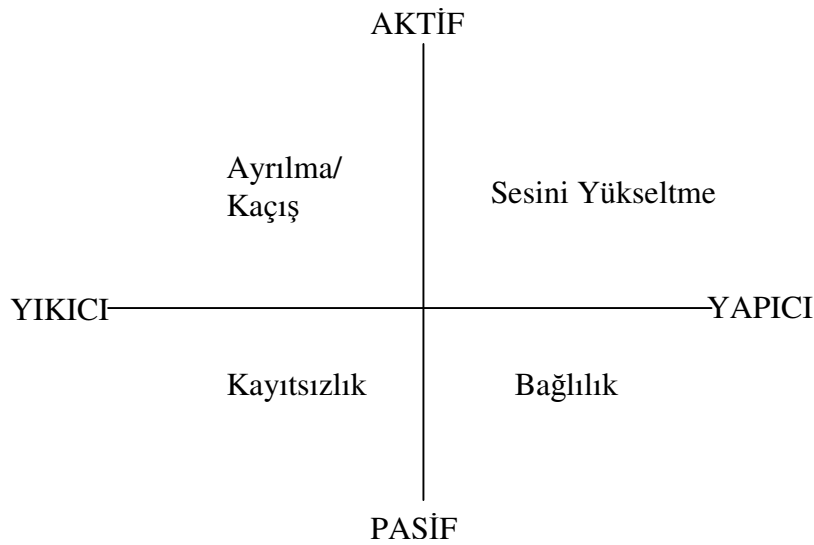 AKTİF
Ayrılma/
Kaçış
Sesini Yükseltme
YIKICI
YAPICI
Kayıtsızlık
Bağlılık
PASİF